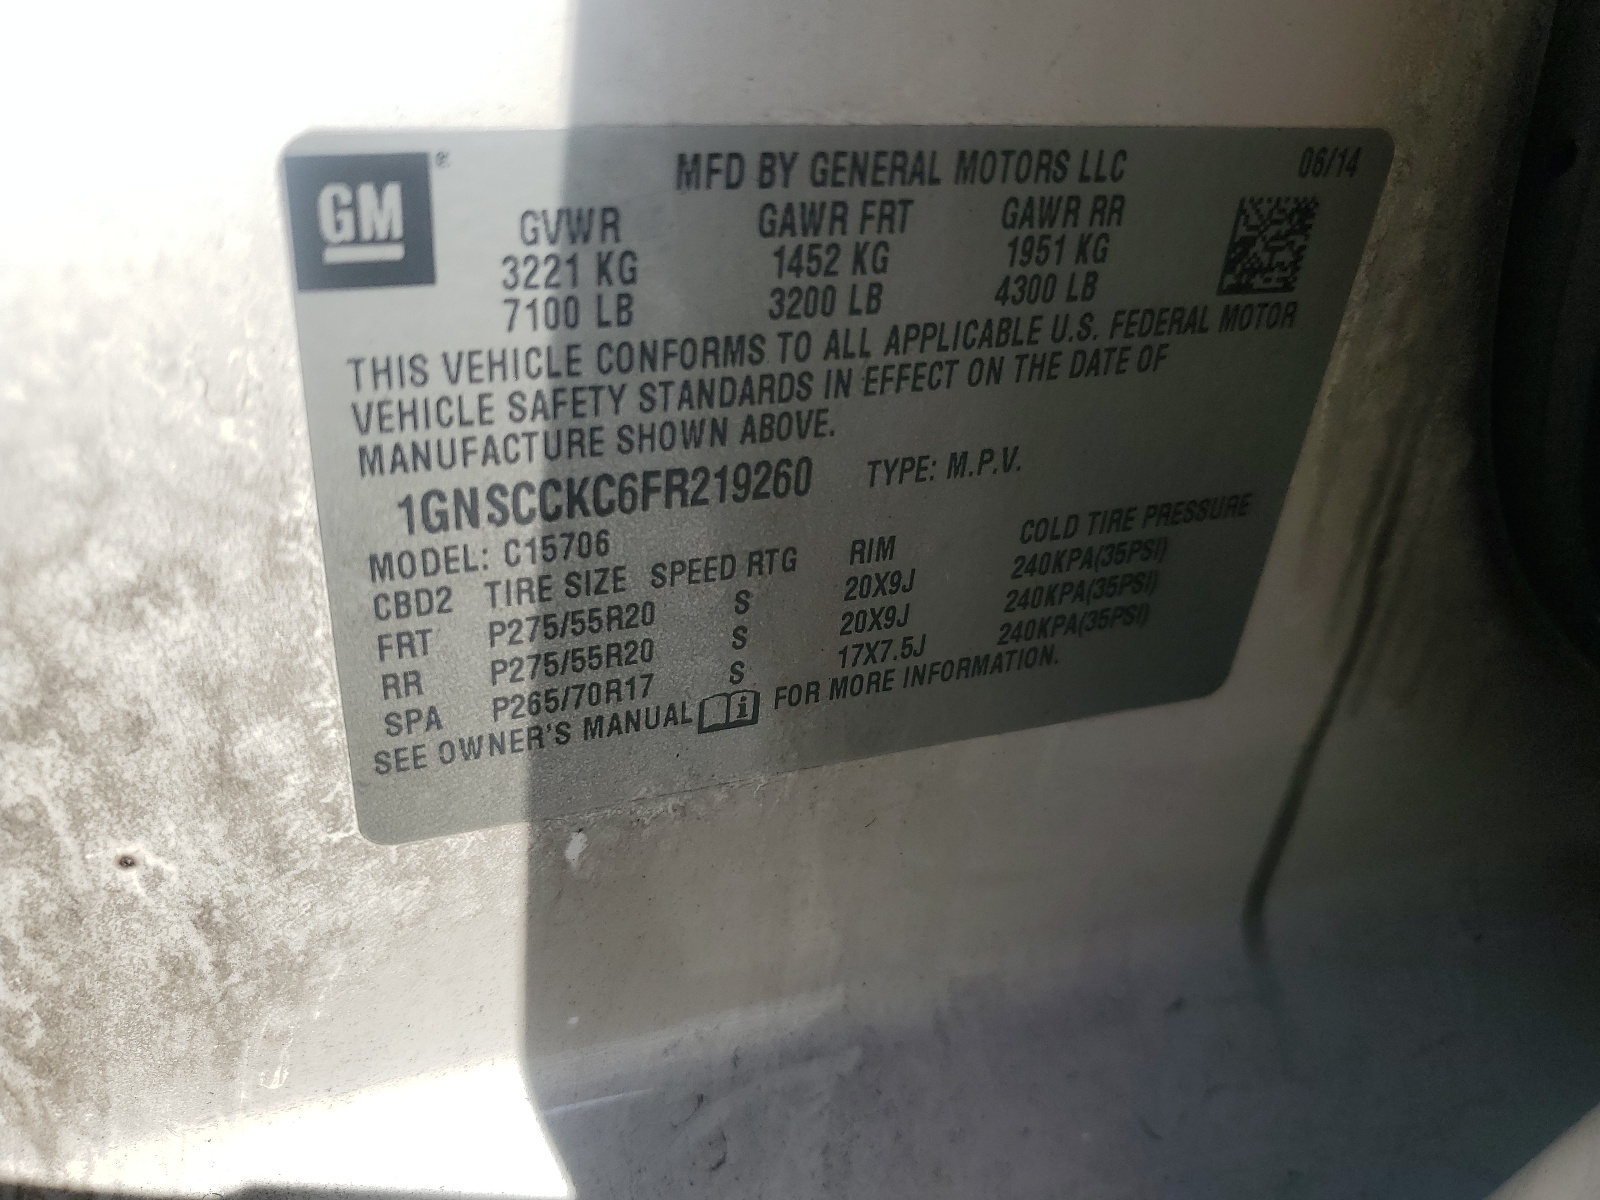 GM ® MFD BY GENERAL MOTORS LLC 06/14
GVWR GAWR FRT GAWR RR
3221 KG 1452 KG 1951 KG
7100 LB 3200 LB 4300 LB
THIS VEHICLE CONFORMS TO ALL APPLICABLE U.S. FEDERAL MOTOR
VEHICLE SAFETY STANDARDS IN EFFECT ON THE DATE OF
MANUFACTURE SHOWN ABOVE.
1GNSCCKC6FR219260 TYPE: M.P.V.
MODEL: C15706
CBD2 TIRE SIZE SPEED RTG RIM COLD TIRE PRESSURE
FRT P275/55R20 S 20X9J 240KPA(35PSI)
RR P275/55R20 S 20X9J 240KPA(35PSI)
SPA P265/70R17 S 17X7.5J 240KPA(35PSI)
SEE OWNER'S MANUAL i FOR MORE INFORMATION.